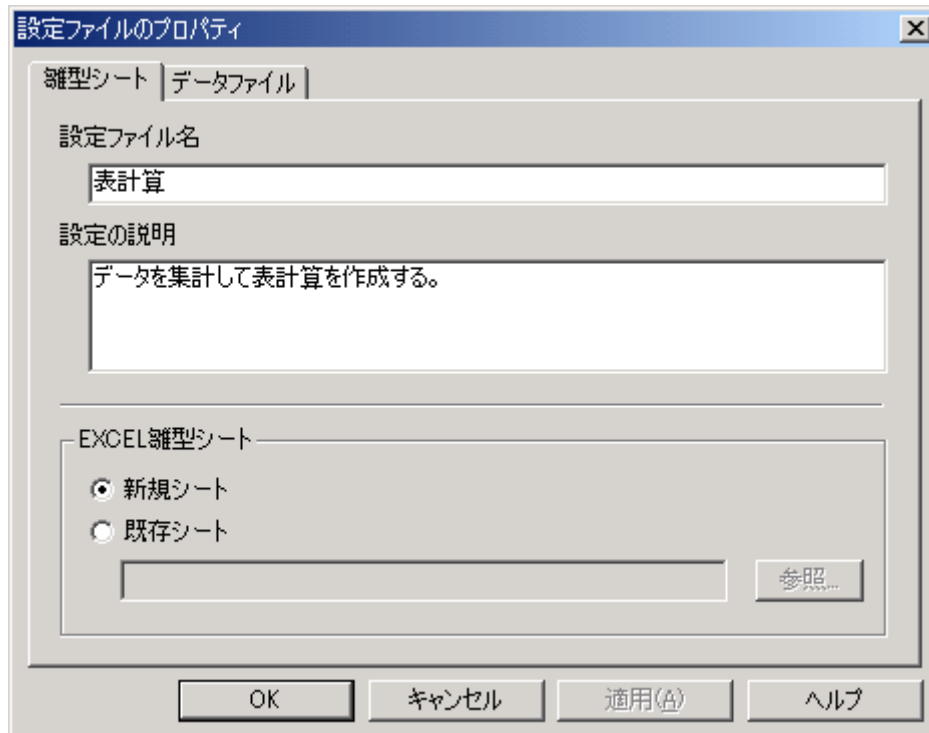 設定ファイルのプロパティ
雛型シート データファイル
設定ファイル名
表計算
設定の説明
データを集計して表計算を作成する。
EXCEL雛型シート
新規シート
既存シート
参照...
OK キャンセル 適用(A) ヘルプ